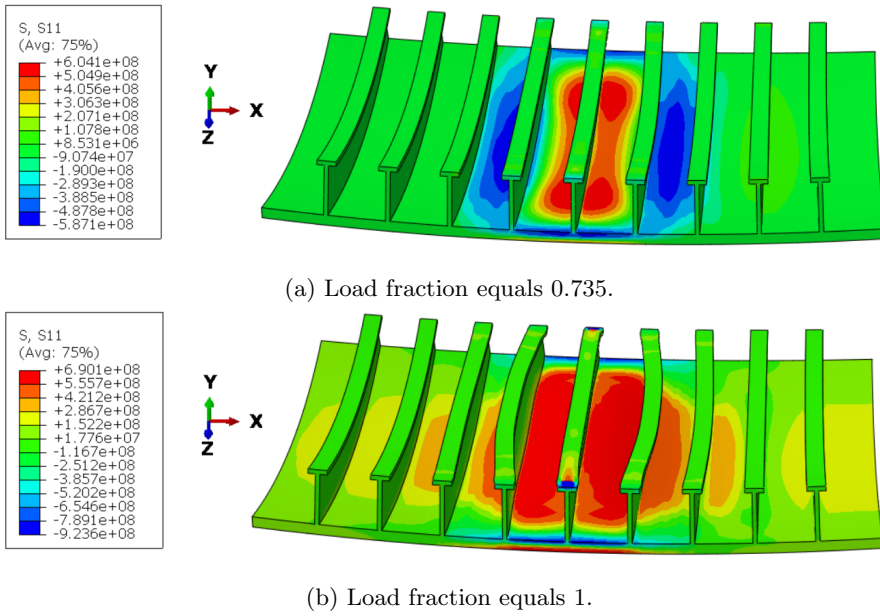 S, S11
(Avg: 75%)
+6.041e+08
+5.049e+08
+4.056e+08
+3.063e+08
+2.071e+08
+1.078e+08
+8.531e+06
-9.074e+07
-1.900e+08
-2.893e+08
-3.885e+08
-4.878e+08
-5.871e+08
Y
X
Z
(a) Load fraction equals 0.735.
S, S11
(Avg: 75%)
+6.901e+08
+5.557e+08
+4.212e+08
+2.867e+08
+1.522e+08
+1.776e+07
-1.167e+08
-2.512e+08
-3.857e+08
-5.202e+08
-6.546e+08
-7.891e+08
-9.236e+08
Y
X
Z
(b) Load fraction equals 1.